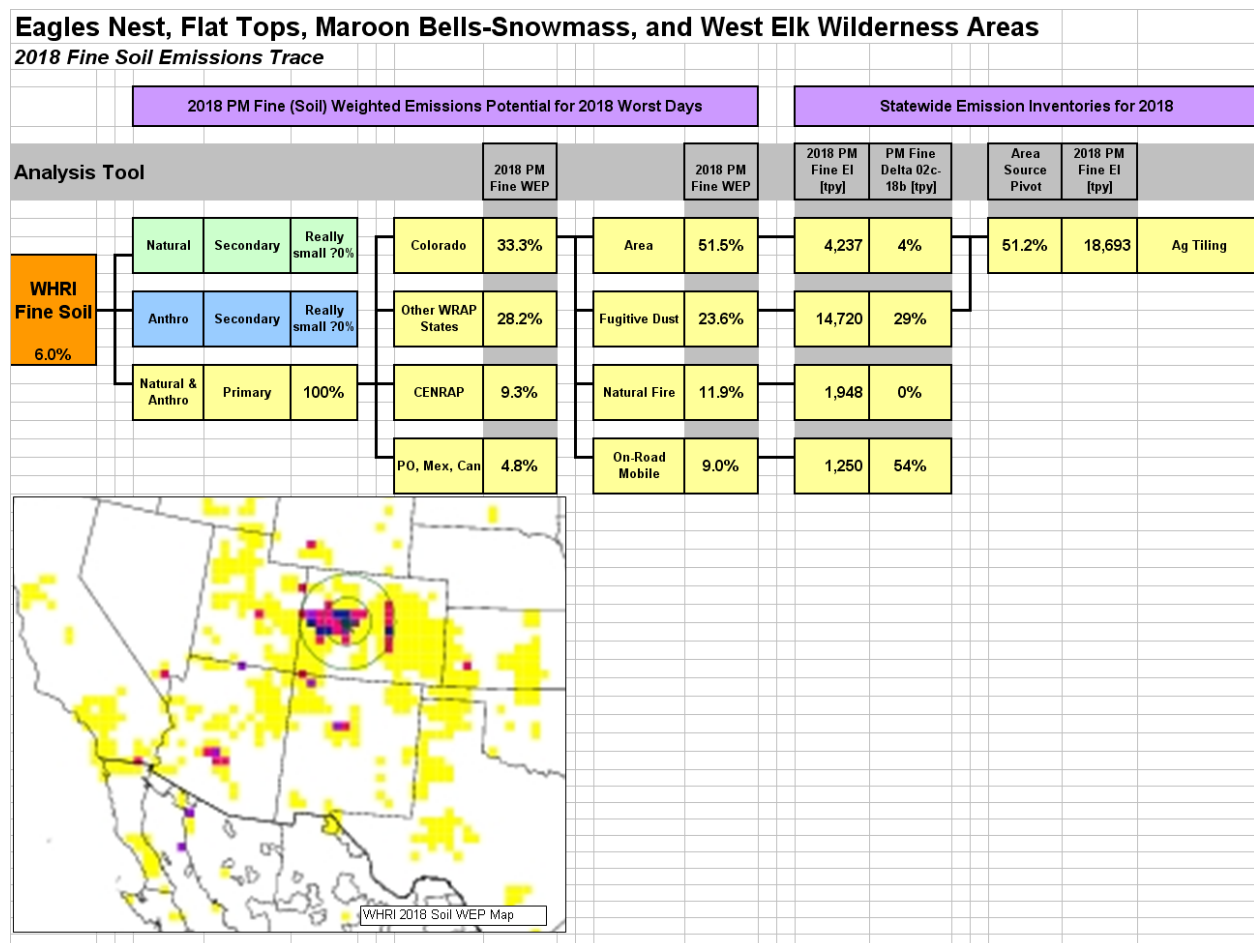 Eagles Nest, Flat Tops, Maroon Bells-Snowmass, and West Elk Wilderness Areas
2018 Fine Soil Emissions Trace
2018 PM Fine (Soil) Weighted Emissions Potential for 2018 Worst Days
Statewide Emission Inventories for 2018
Analysis Tool
2018 PM
Fine WEP
2018 PM
Fine WEP
2018 PM
Fine EI
[tpy]
PM Fine
Delta 02c-
18b [tpy]
Area
Source
Pivot
2018 PM
Fine EI
[tpy]
WHRI
Fine Soil
6.0%
Natural
Secondary
Really
small ?0%
Colorado
33.3%
Area
51.5%
4,237
4%
51.2%
18,693
Ag Tiling
Anthro
Secondary
Really
small ?0%
Other WRAP
States
28.2%
Fugitive Dust
23.6%
14,720
29%
Natural &
Anthro
Primary
100%
CENRAP
9.3%
Natural Fire
11.9%
1,948
0%
PO, Mex, Can
4.8%
On-Road
Mobile
9.0%
1,250
54%
WHRI 2018 Soil WEP Map